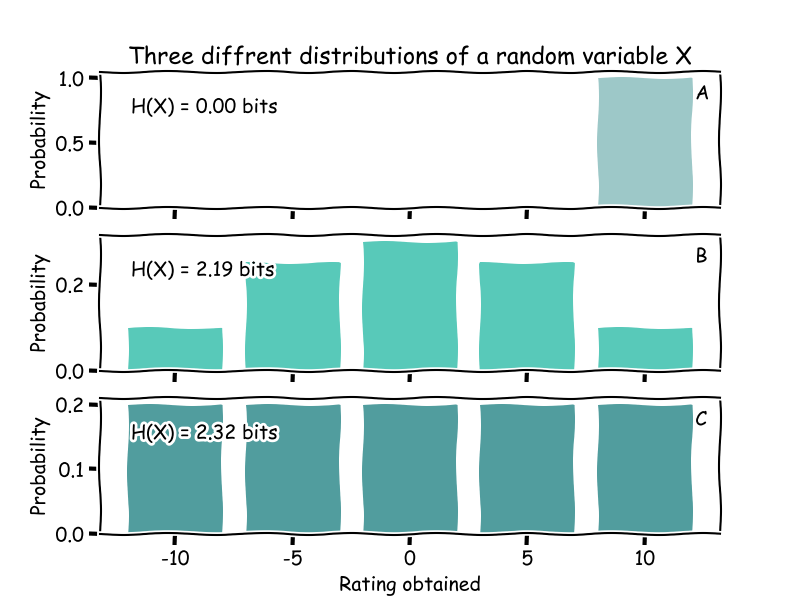 Three diffrent distributions of a random variable X
1.0
H(X) = 0.00 bits
A
0.5
0.0
Probability
H(X) = 2.19 bits
B
0.2
0.0
Probability
0.2
H(X) = 2.32 bits
C
0.1
0.0
Probability
-10 -5 0 5 10
Rating obtained